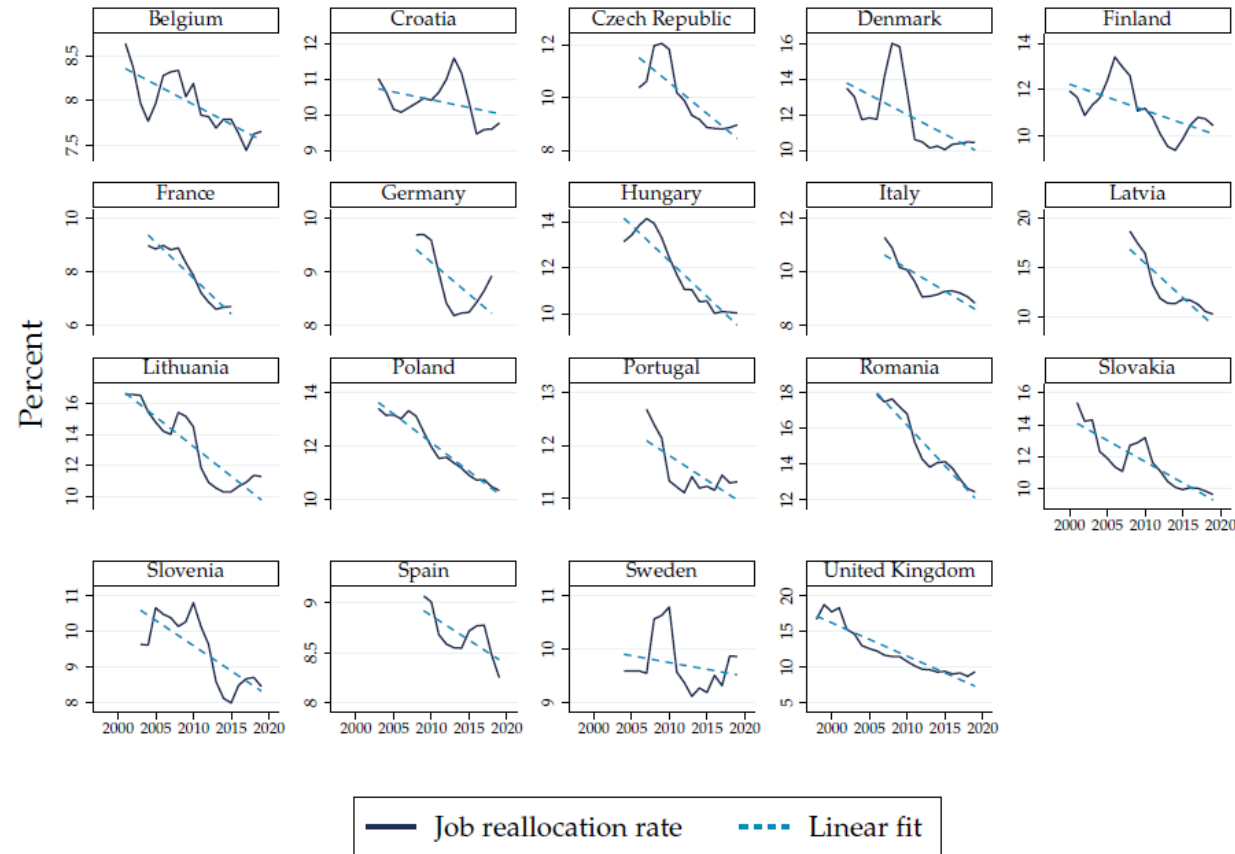 Percent
Belgium Croatia Czech Republic Denmark Finland
8.5 12 12 16 14
8 11 10 14 12
7.5 10 8 12 10
9 10
France Germany Hungary Italy Latvia
10 10 14 12 20
8 9 12 10 15
6 8 10 8 10
Lithuania Poland Portugal Romania Slovakia
16 14 13 18 16
14 12 12 16 14
12 10 11 14 12
10 12 10
2000 2005 2010 2015 2020
Slovenia Spain Sweden United Kingdom
11 9 11 20
10 8.5 10 15
9 8 9 10
8 5
2000 2005 2010 2015 2020 2000 2005 2010 2015 2020 2000 2005 2010 2015 2020 2000 2005 2010 2015 2020
Job reallocation rate Linear fit